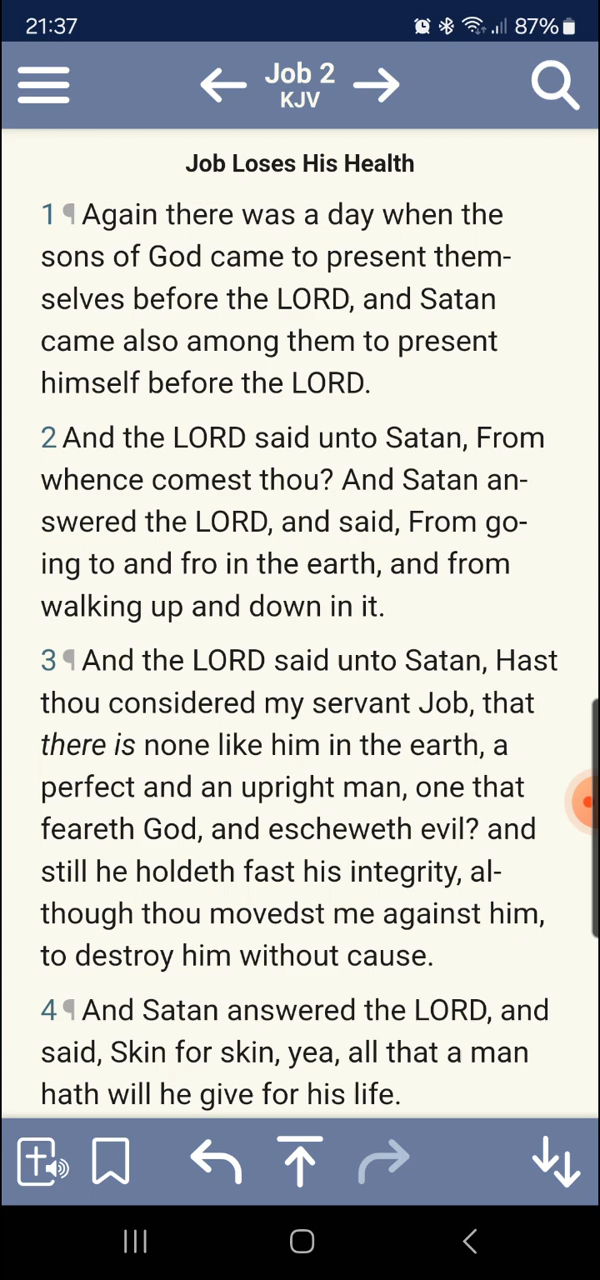 21:37 87%
Job 2
KJV
Job Loses His Health
1 ¶ Again there was a day when the
sons of God came to present them-
selves before the LORD, and Satan
came also among them to present
himself before the LORD.
2 And the LORD said unto Satan, From
whence comest thou? And Satan an-
swered the LORD, and said, From go-
ing to and fro in the earth, and from
walking up and down in it.
3 ¶ And the LORD said unto Satan, Hast
thou considered my servant Job, that
there is none like him in the earth, a
perfect and an upright man, one that
feareth God, and escheweth evil? and
still he holdeth fast his integrity, al-
though thou movedst me against him,
to destroy him without cause.
4 ¶ And Satan answered the LORD, and
said, Skin for skin, yea, all that a man
hath will he give for his life.